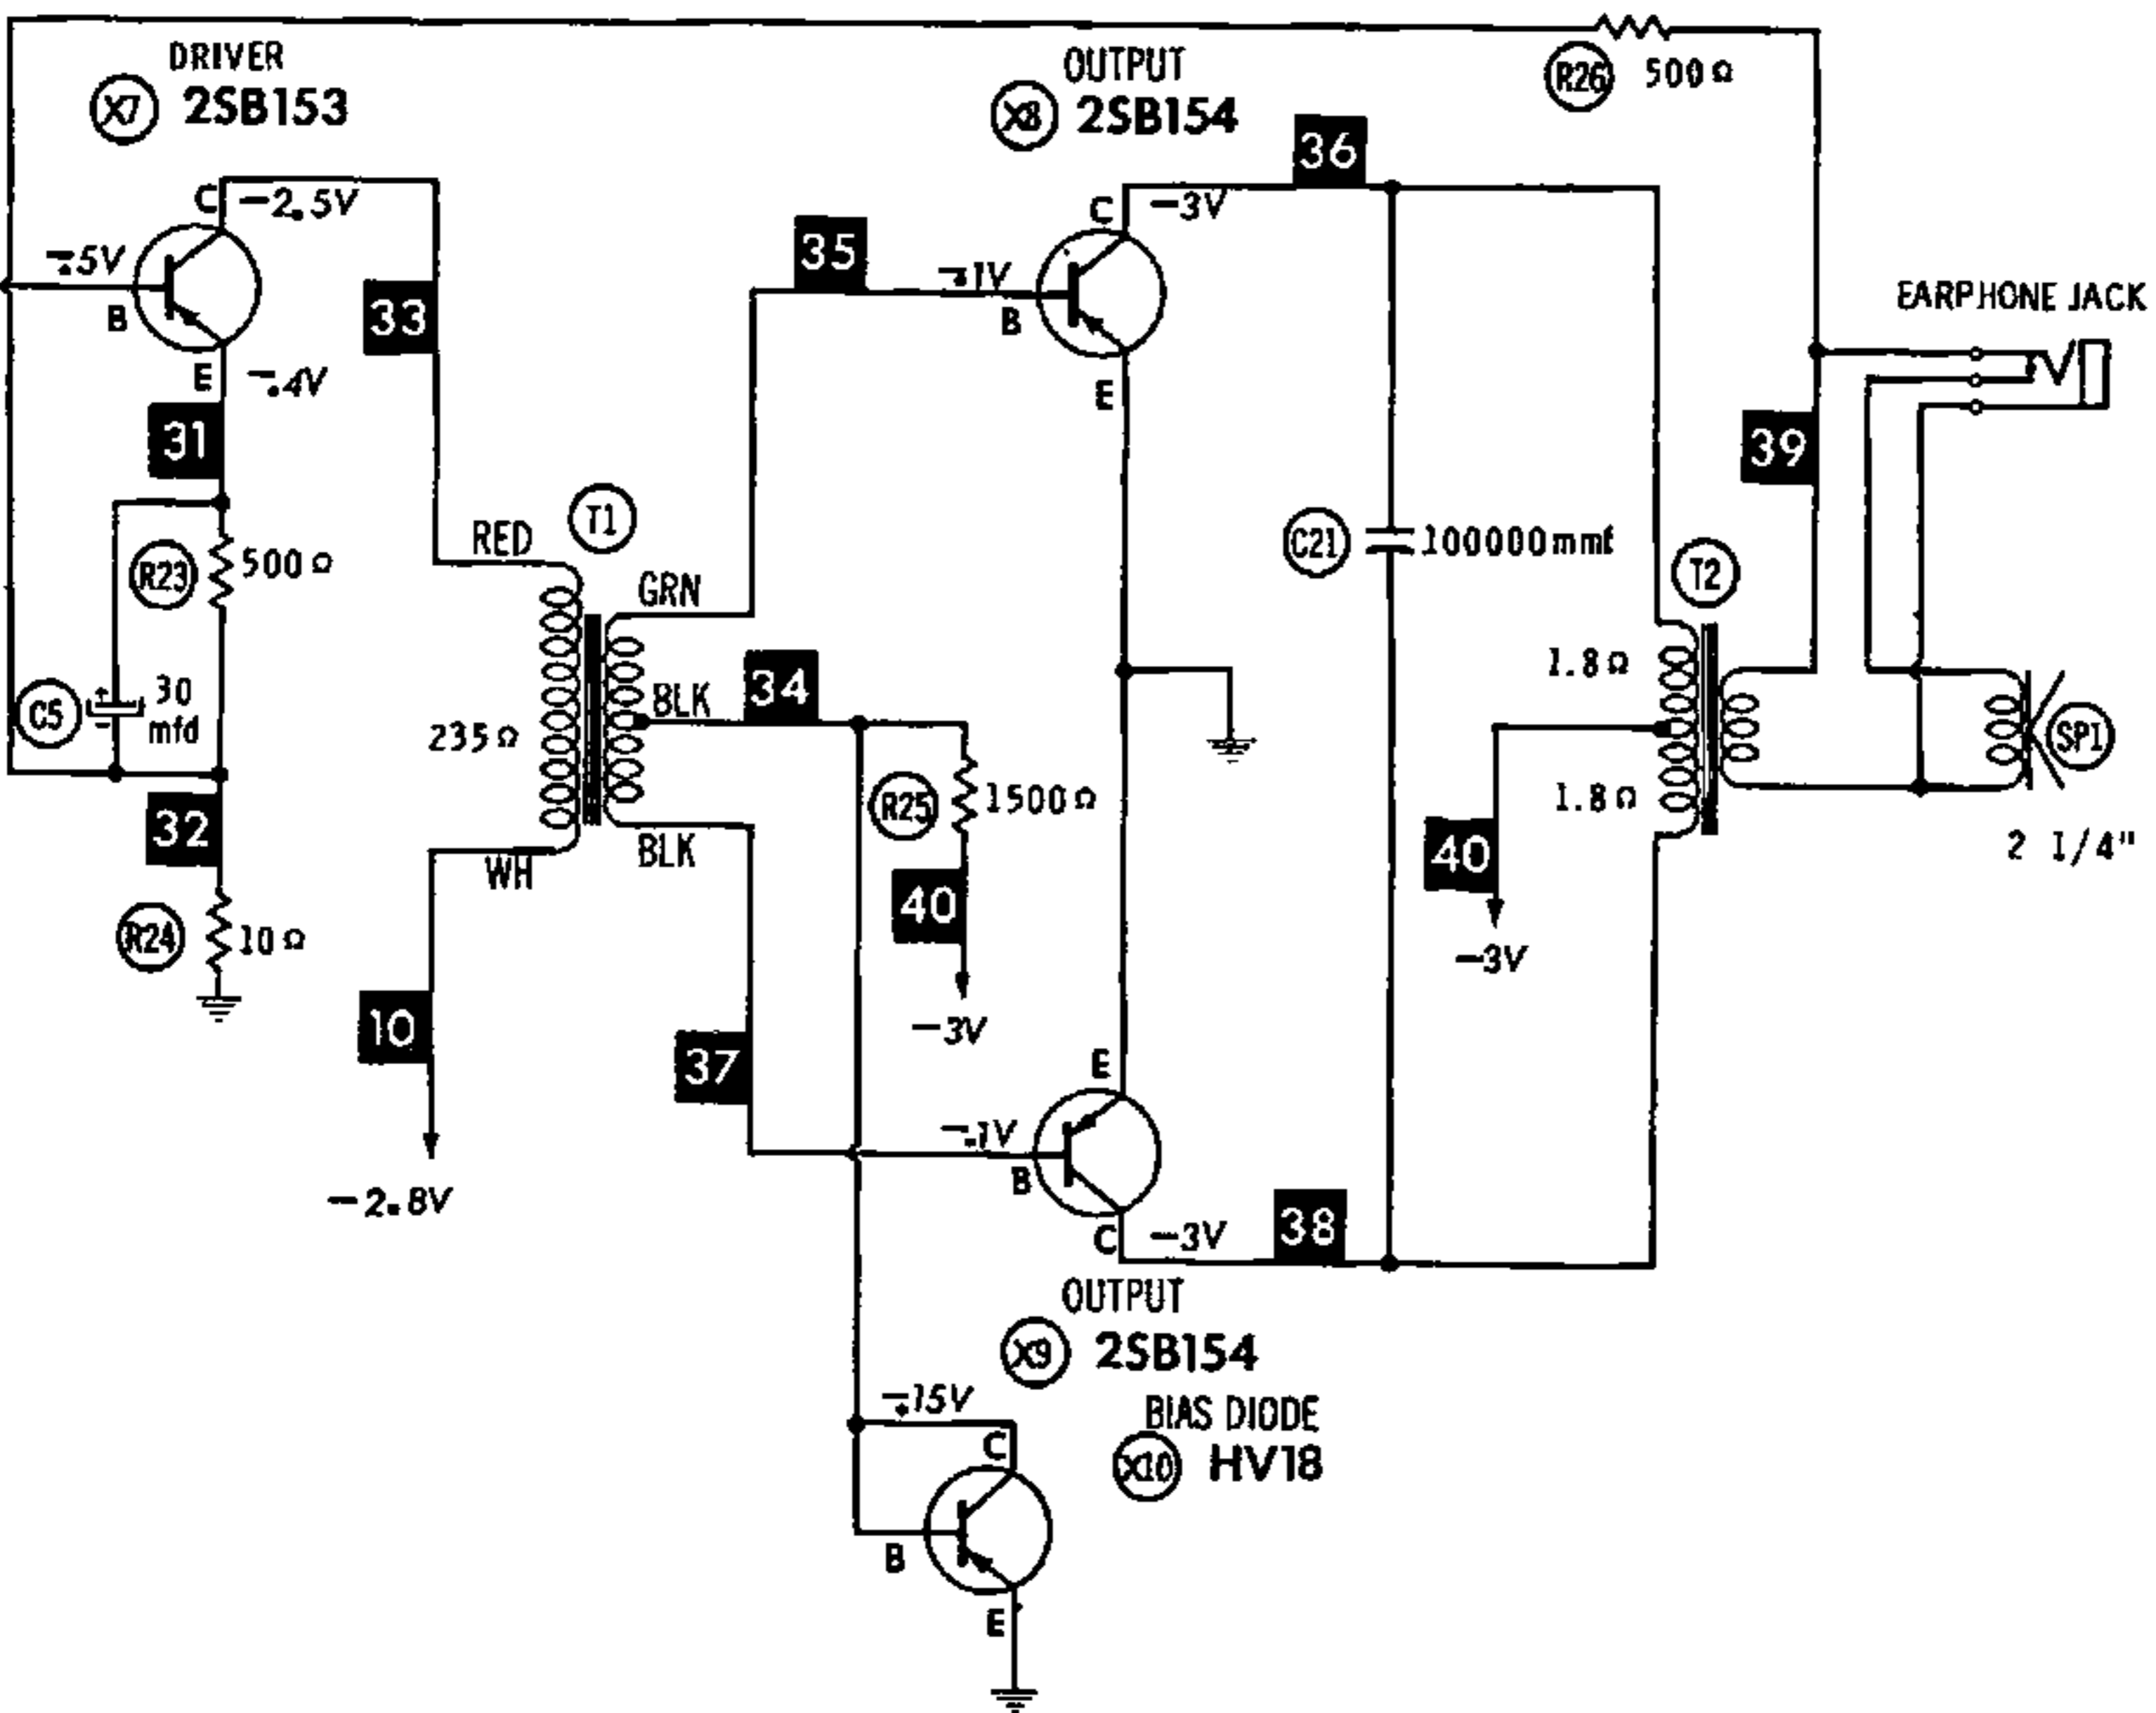 DRIVER
X7 2SB153
OUTPUT
X8 2SB154
R26 500Ω
36
C -2.5V
C -3V
-.5V
B
33
35
-.1V
B
EARPHONE JACK
E -.4V
E
31
39
RED
T1
R23 500Ω
GRN
C21 100000mmf
T2
1.8Ω
BLK
34
C5
+
-
30
mfd
235Ω
SP1
R25 1500Ω
1.8Ω
32
BLK
WH
40
40
2 1/4"
R24 10Ω
-3V
10
-3V
37
E
-.1V
B
-2.8V
C -3V
38
OUTPUT
X9 2SB154
-.15V
BIAS DIODE
C
X10 HV18
B
E